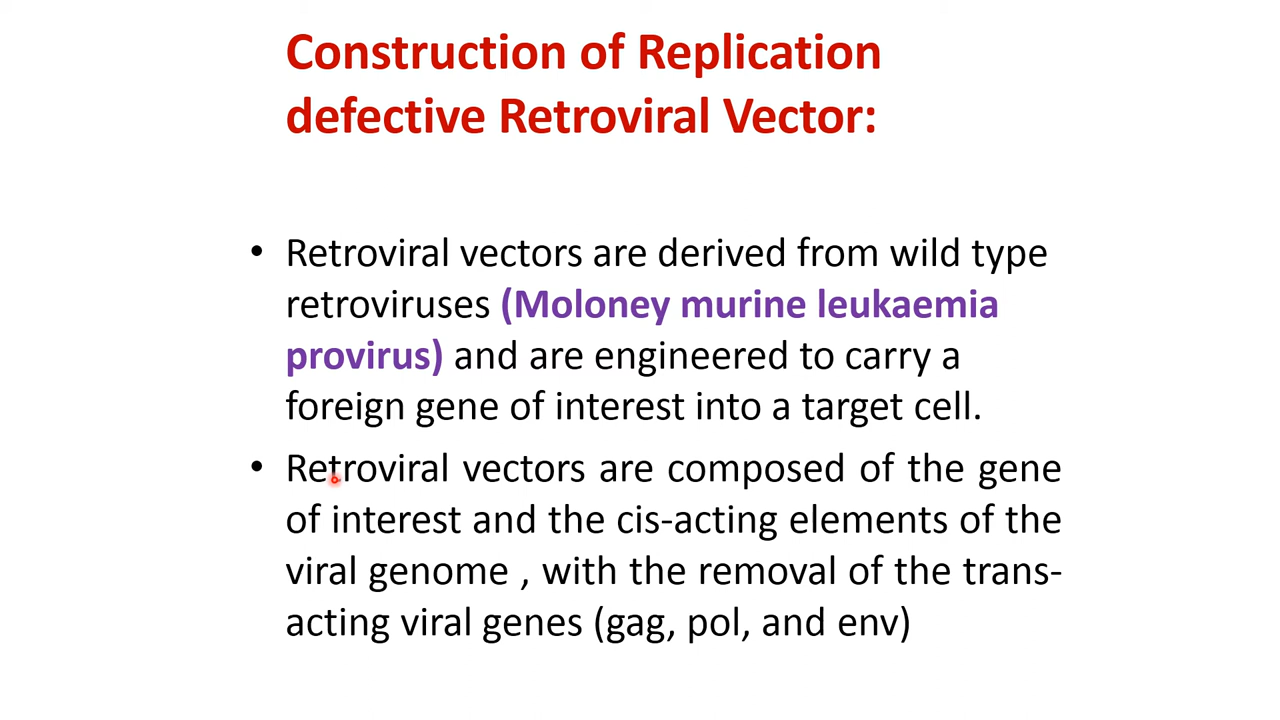 Construction of Replication
defective Retroviral Vector:
• Retroviral vectors are derived from wild type
retroviruses (Moloney murine leukaemia
provirus) and are engineered to carry a
foreign gene of interest into a target cell.
• Retroviral vectors are composed of the gene
of interest and the cis-acting elements of the
viral genome , with the removal of the trans-
acting viral genes (gag, pol, and env)